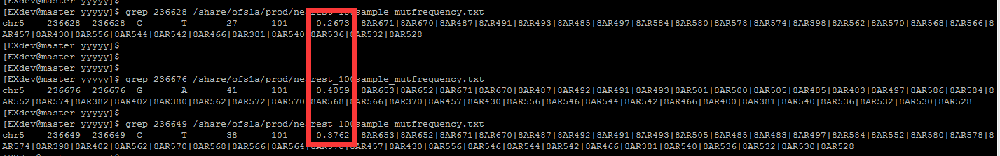 [EXdev@master yyyyy]$ grep 236628 /share/ofs1a/prod/nearest_100sample_mutfrequency.txt
chr5 236628 236628 C T 27 101 0.2673 8AR671|8AR670|8AR487|8AR491|8AR493|8AR485|8AR497|8AR584|8AR580|8AR578|8AR574|8AR398|8AR562|8AR570|8AR568|8AR566|8
AR457|8AR430|8AR556|8AR544|8AR542|8AR466|8AR381|8AR540|8AR536|8AR532|8AR528
[EXdev@master yyyyy]$
[EXdev@master yyyyy]$
[EXdev@master yyyyy]$
[EXdev@master yyyyy]$ grep 236676 /share/ofs1a/prod/nearest_100sample_mutfrequency.txt
chr5 236676 236676 G A 41 101 0.4059 8AR653|8AR652|8AR671|8AR670|8AR487|8AR492|8AR491|8AR493|8AR501|8AR500|8AR505|8AR485|8AR483|8AR497|8AR586|8AR584|8
AR552|8AR574|8AR382|8AR402|8AR380|8AR562|8AR572|8AR570|8AR568|8AR566|8AR370|8AR457|8AR430|8AR556|8AR546|8AR544|8AR542|8AR466|8AR400|8AR381|8AR540|8AR536|8AR532|8AR530|8AR528
[EXdev@master yyyyy]$
[EXdev@master yyyyy]$ grep 236649 /share/ofs1a/prod/nearest_100sample_mutfrequency.txt
chr5 236649 236649 C T 38 101 0.3762 8AR653|8AR652|8AR671|8AR670|8AR487|8AR492|8AR491|8AR493|8AR505|8AR485|8AR483|8AR497|8AR584|8AR552|8AR580|8AR578|8
AR574|8AR398|8AR402|8AR562|8AR570|8AR568|8AR566|8AR564|8AR370|8AR457|8AR430|8AR556|8AR546|8AR544|8AR542|8AR466|8AR381|8AR540|8AR536|8AR532|8AR530|8AR528